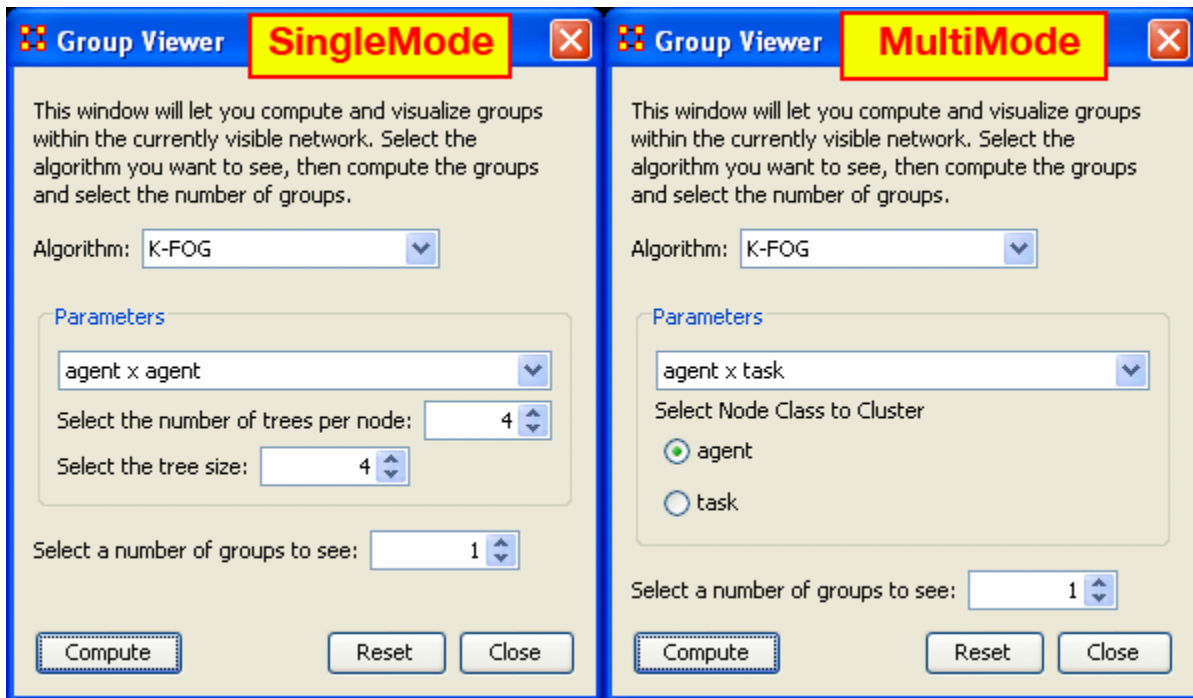 Group Viewer
SingleMode
This window will let you compute and visualize groups
within the currently visible network. Select the
algorithm you want to see, then compute the groups
and select the number of groups.
Algorithm: K-FOG
Parameters
agent x agent
Select the number of trees per node: 4
Select the tree size: 4
Select a number of groups to see: 1
Compute Reset Close
Group Viewer
MultiMode
This window will let you compute and visualize groups
within the currently visible network. Select the
algorithm you want to see, then compute the groups
and select the number of groups.
Algorithm: K-FOG
Parameters
agent x task
Select Node Class to Cluster
agent
task
Select a number of groups to see: 1
Compute Reset Close